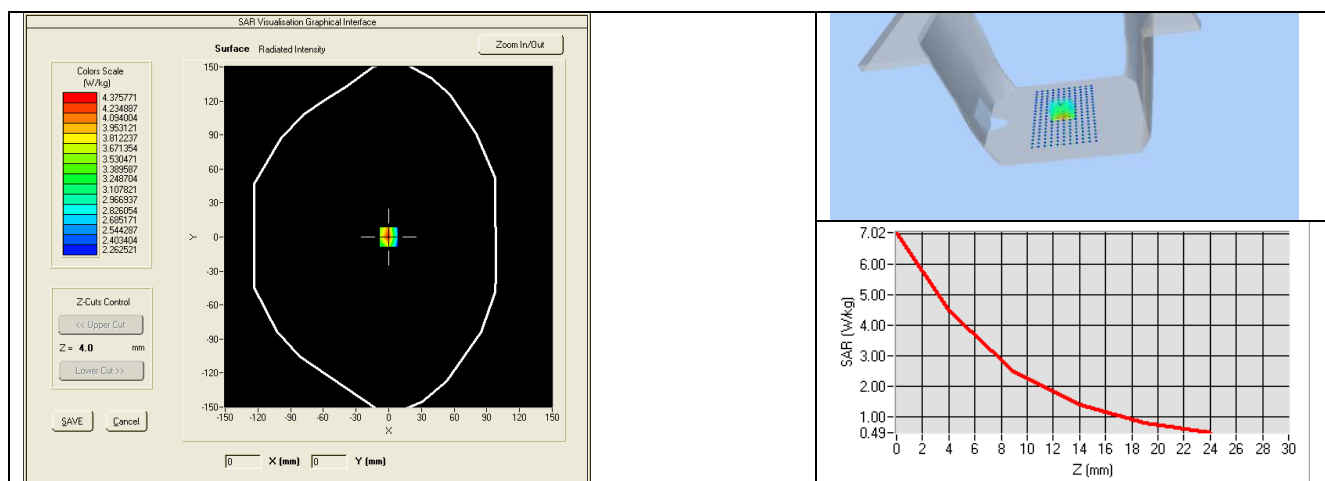 SAR Visualisation Graphical Interface
Surface Radiated Intensity
Zoom In/Out
Colors Scale
(W/kg)
4.375771
4.234887
4.094004
3.953121
3.812237
3.671354
3.530471
3.389587
3.248704
3.107821
2.966937
2.826054
2.685171
2.544287
2.403404
2.262521
Z-Cuts Control
<< Upper Cut
Z = 4.0 mm
Lower Cut >>
SAVE Cancel
150
120
90
60
30
0
-30
-60
-90
-120
-150
Y
-150 -120 -90 -60 -30 0 30 60 90 120 150
X
0 X (mm) 0 Y (mm)
7.02
6.00
5.00
4.00
3.00
2.00
1.00
0.49
SAR (W/kg)
0 2 4 6 8 10 12 14 16 18 20 22 24 26 28 30
Z (mm)